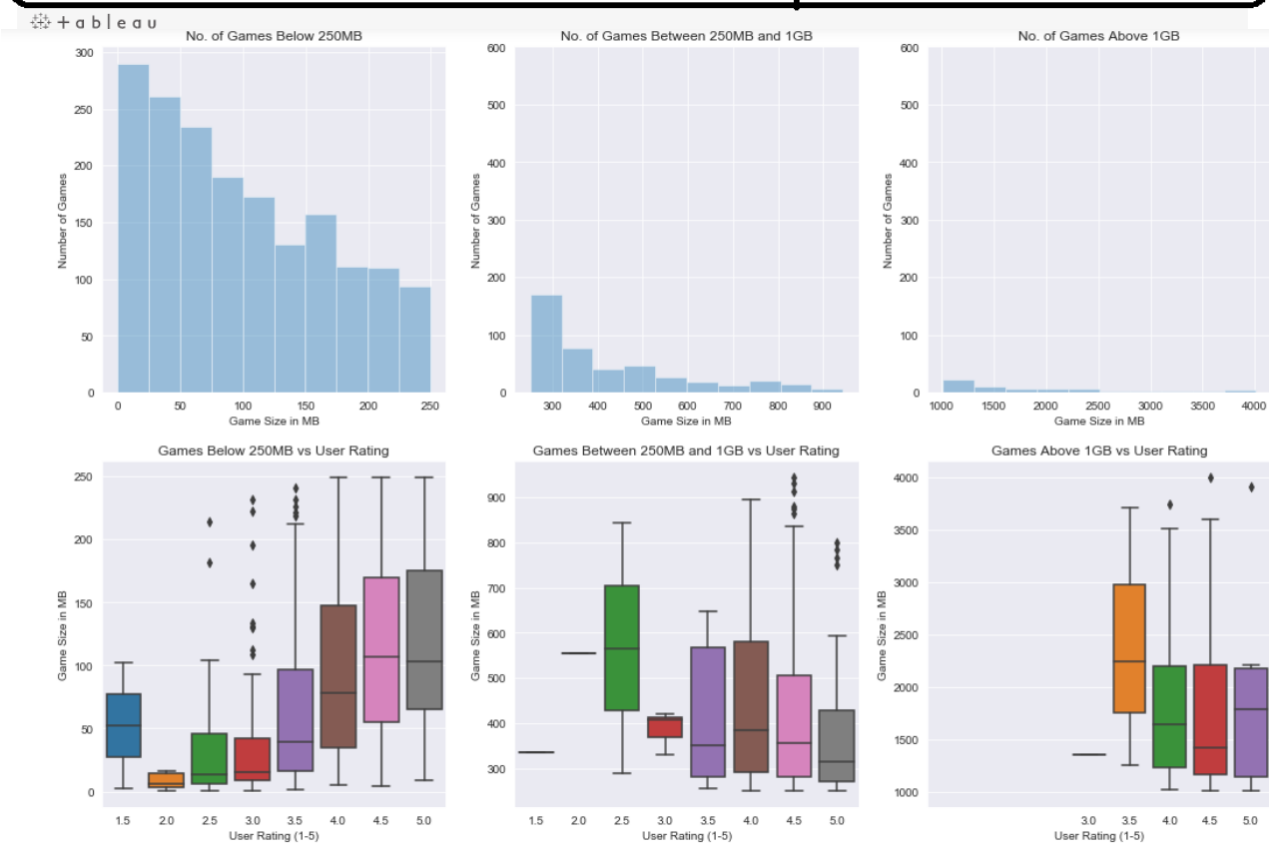 + a b l e a u
No. of Games Below 250MB
300
250
200
150
100
50
0
Number of Games
0 50 100 150 200 250
Game Size in MB
No. of Games Between 250MB and 1GB
600
500
400
300
200
100
0
Number of Games
300 400 500 600 700 800 900
Game Size in MB
No. of Games Above 1GB
600
500
400
300
200
100
0
Number of Games
1000 1500 2000 2500 3000 3500 4000
Game Size in MB
Games Below 250MB vs User Rating
250
200
150
100
50
0
Game Size in MB
1.5 2.0 2.5 3.0 3.5 4.0 4.5 5.0
User Rating (1-5)
Games Between 250MB and 1GB vs User Rating
900
800
700
600
500
400
300
Game Size in MB
1.5 2.0 2.5 3.0 3.5 4.0 4.5 5.0
User Rating (1-5)
Games Above 1GB vs User Rating
4000
3500
3000
2500
2000
1500
1000
Game Size in MB
3.0 3.5 4.0 4.5 5.0
User Rating (1-5)